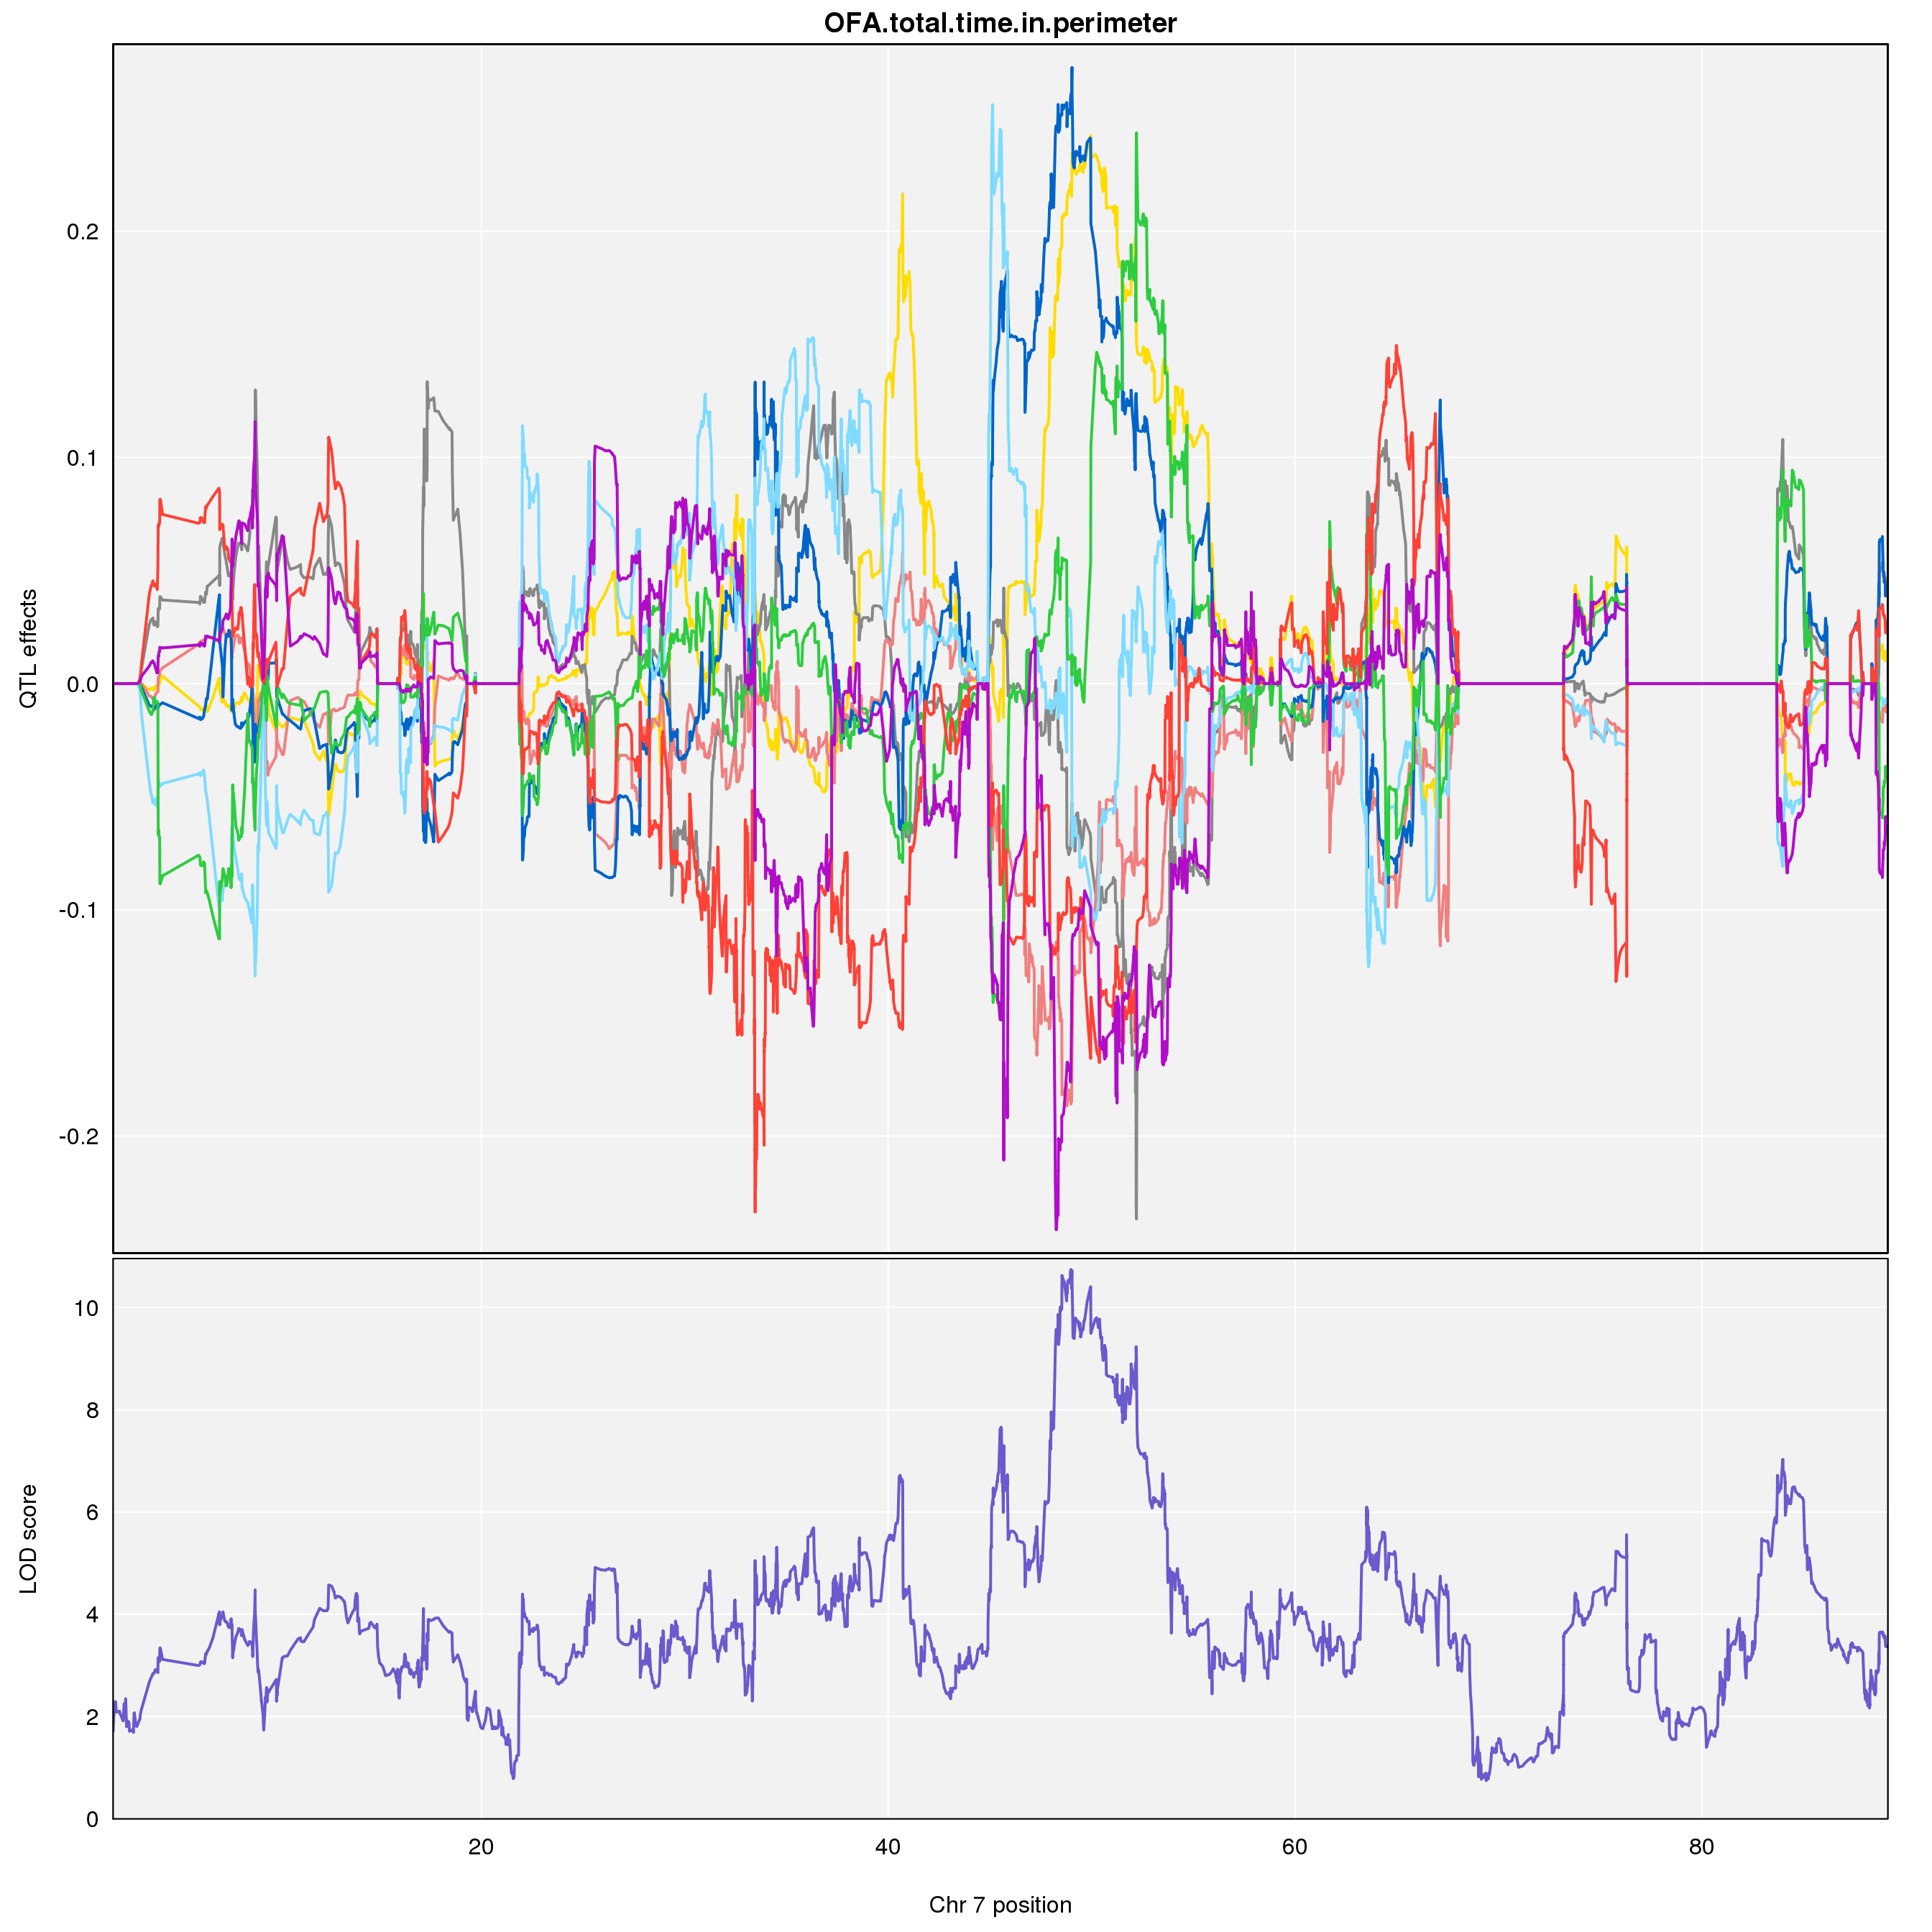 OFA.total.time.in.perimeter
QTL effects
0.2
0.1
0.0
-0.1
-0.2
LOD score
10
8
6
4
2
0
20 40 60 80
Chr 7 position